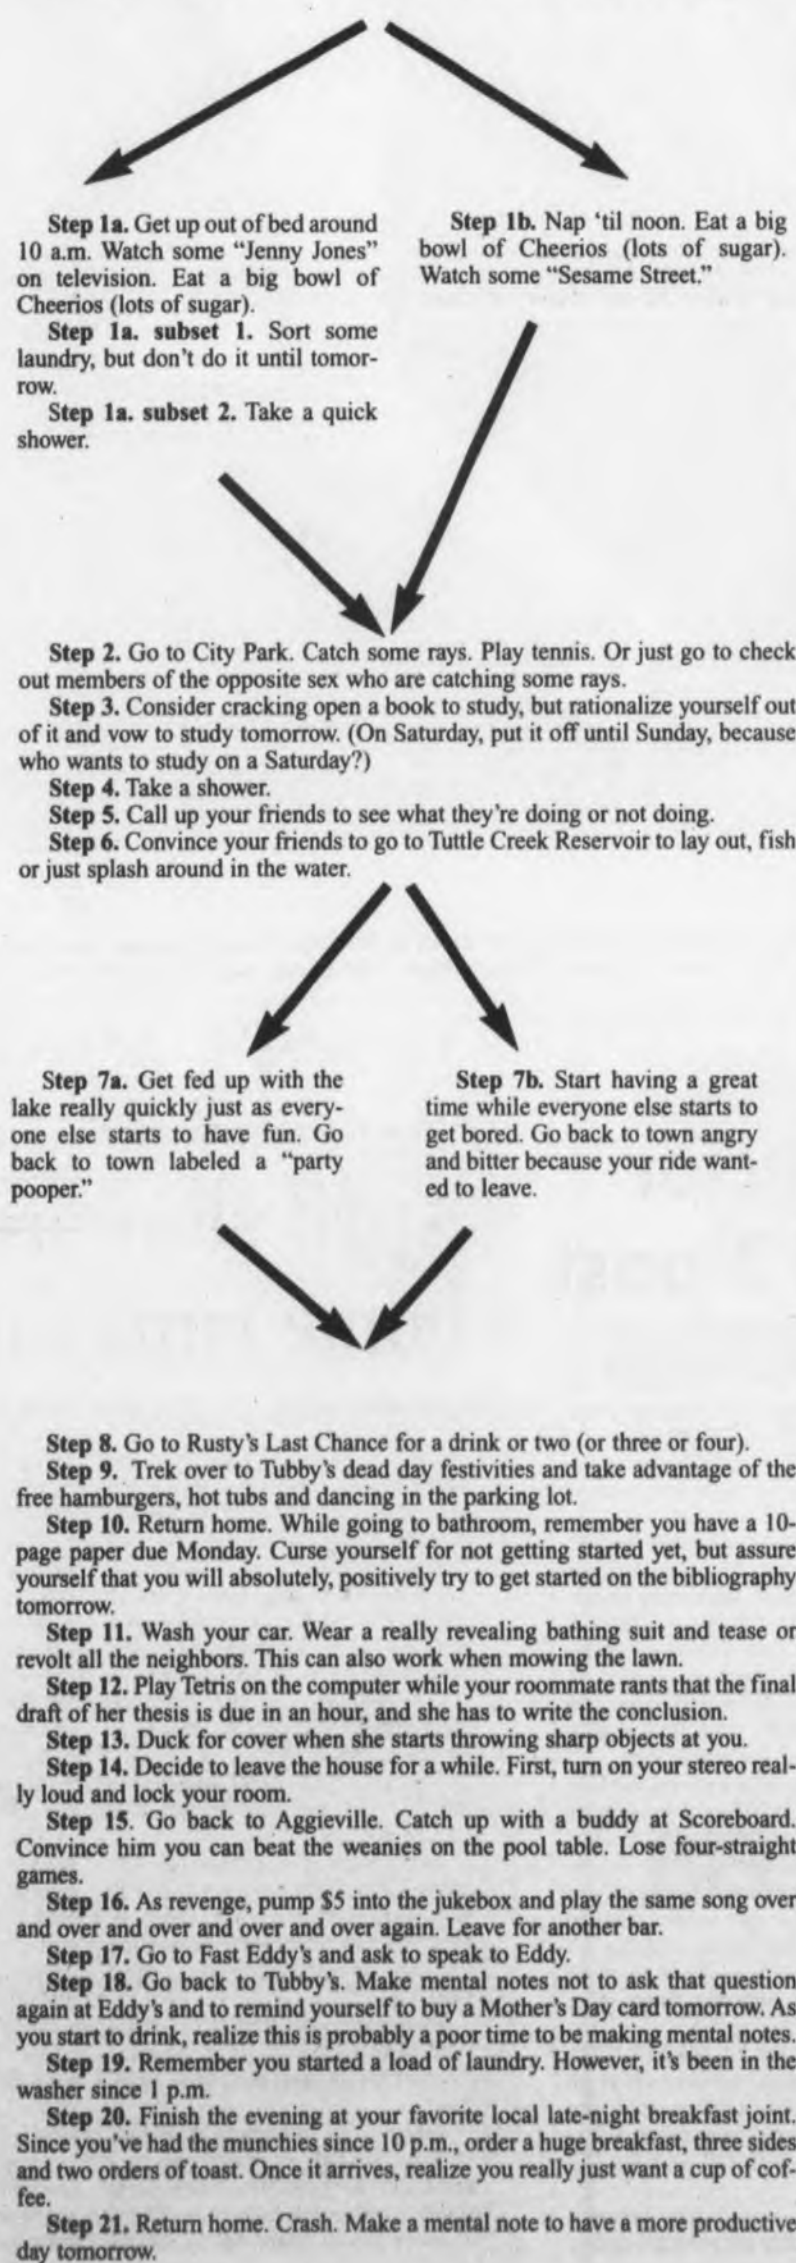 Step 1a. Get up out of bed around
10 a.m. Watch some “Jenny Jones”
on television. Eat a big bowl of
Cheerios (lots of sugar).
Step 1a. subset 1. Sort some
laundry, but don’t do it until tomor-
row.
Step 1a. subset 2. Take a quick
shower.
Step 1b. Nap ‘til noon. Eat a big
bowl of Cheerios (lots of sugar).
Watch some “Sesame Street.”
Step 2. Go to City Park. Catch some rays. Play tennis. Or just go to check
out members of the opposite sex who are catching some rays.
Step 3. Consider cracking open a book to study, but rationalize yourself out
of it and vow to study tomorrow. (On Saturday, put it off until Sunday, because
who wants to study on a Saturday?)
Step 4. Take a shower.
Step 5. Call up your friends to see what they’re doing or not doing.
Step 6. Convince your friends to go to Tuttle Creek Reservoir to lay out, fish
or just splash around in the water.
Step 7a. Get fed up with the
lake really quickly just as every-
one else starts to have fun. Go
back to town labeled a “party
pooper.”
Step 7b. Start having a great
time while everyone else starts to
get bored. Go back to town angry
and bitter because your ride want-
ed to leave.
Step 8. Go to Rusty’s Last Chance for a drink or two (or three or four).
Step 9. Trek over to Tubby’s dead day festivities and take advantage of the
free hamburgers, hot tubs and dancing in the parking lot.
Step 10. Return home. While going to bathroom, remember you have a 10-
page paper due Monday. Curse yourself for not getting started yet, but assure
yourself that you will absolutely, positively try to get started on the bibliography
tomorrow.
Step 11. Wash your car. Wear a really revealing bathing suit and tease or
revolt all the neighbors. This can also work when mowing the lawn.
Step 12. Play Tetris on the computer while your roommate rants that the final
draft of her thesis is due in an hour, and she has to write the conclusion.
Step 13. Duck for cover when she starts throwing sharp objects at you.
Step 14. Decide to leave the house for a while. First, turn on your stereo real-
ly loud and lock your room.
Step 15. Go back to Aggieville. Catch up with a buddy at Scoreboard.
Convince him you can beat the weanies on the pool table. Lose four-straight
games.
Step 16. As revenge, pump $5 into the jukebox and play the same song over
and over and over and over and over again. Leave for another bar.
Step 17. Go to Fast Eddy’s and ask to speak to Eddy.
Step 18. Go back to Tubby’s. Make mental notes not to ask that question
again at Eddy’s and to remind yourself to buy a Mother’s Day card tomorrow. As
you start to drink, realize this is probably a poor time to be making mental notes.
Step 19. Remember you started a load of laundry. However, it’s been in the
washer since 1 p.m.
Step 20. Finish the evening at your favorite local late-night breakfast joint.
Since you’ve had the munchies since 10 p.m., order a huge breakfast, three sides
and two orders of toast. Once it arrives, realize you really just want a cup of cof-
fee.
Step 21. Return home. Crash. Make a mental note to have a more productive
day tomorrow.